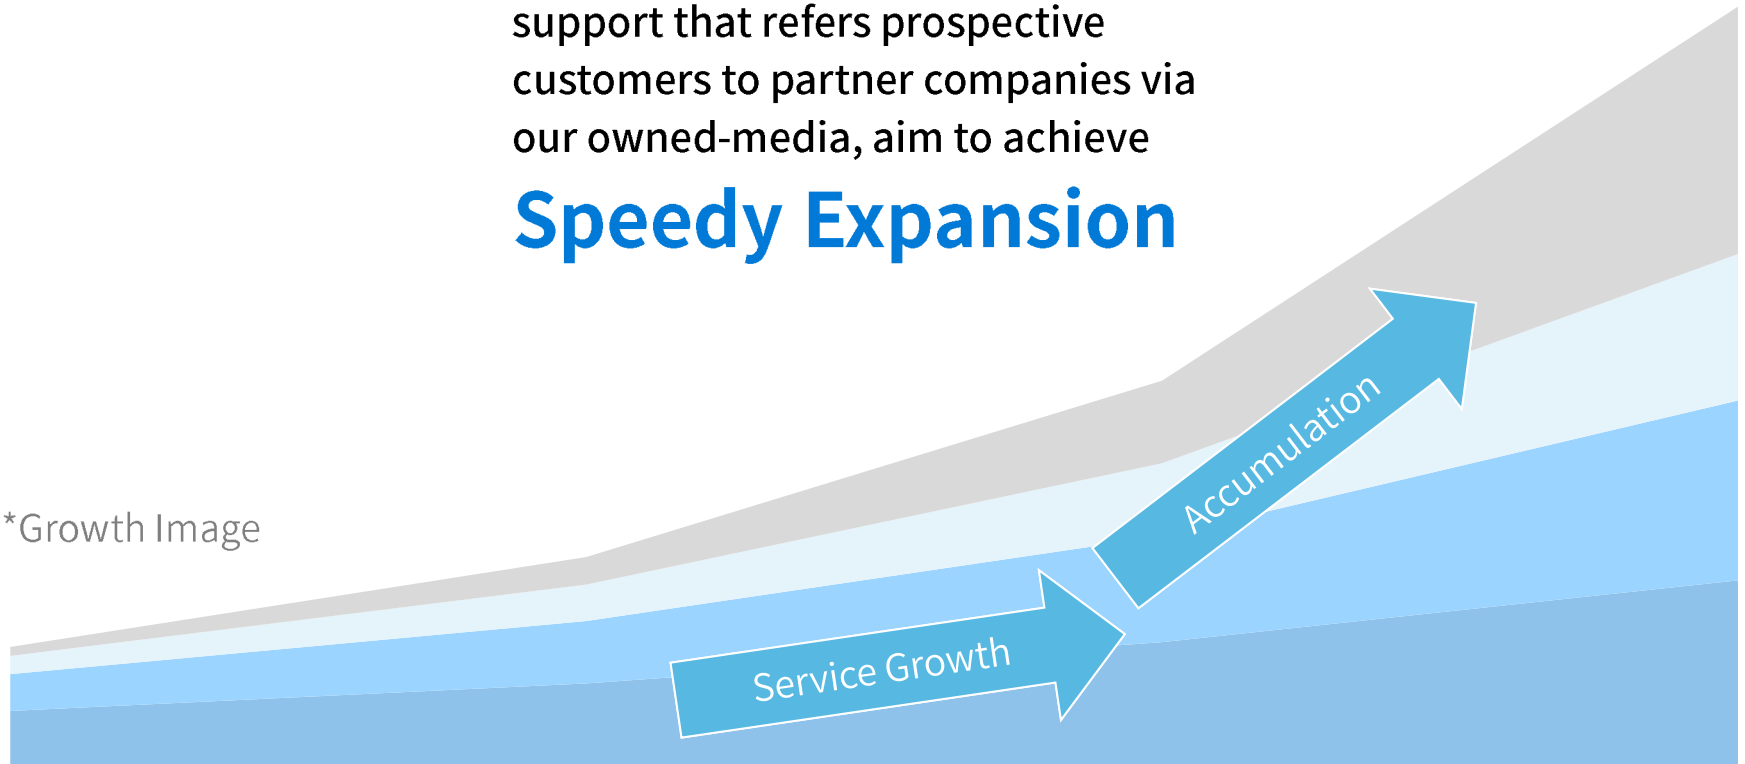 support that refers prospective
customers to partner companies via
our owned-media, aim to achieve
Speedy Expansion
Accumulation
*Growth Image
Service Growth